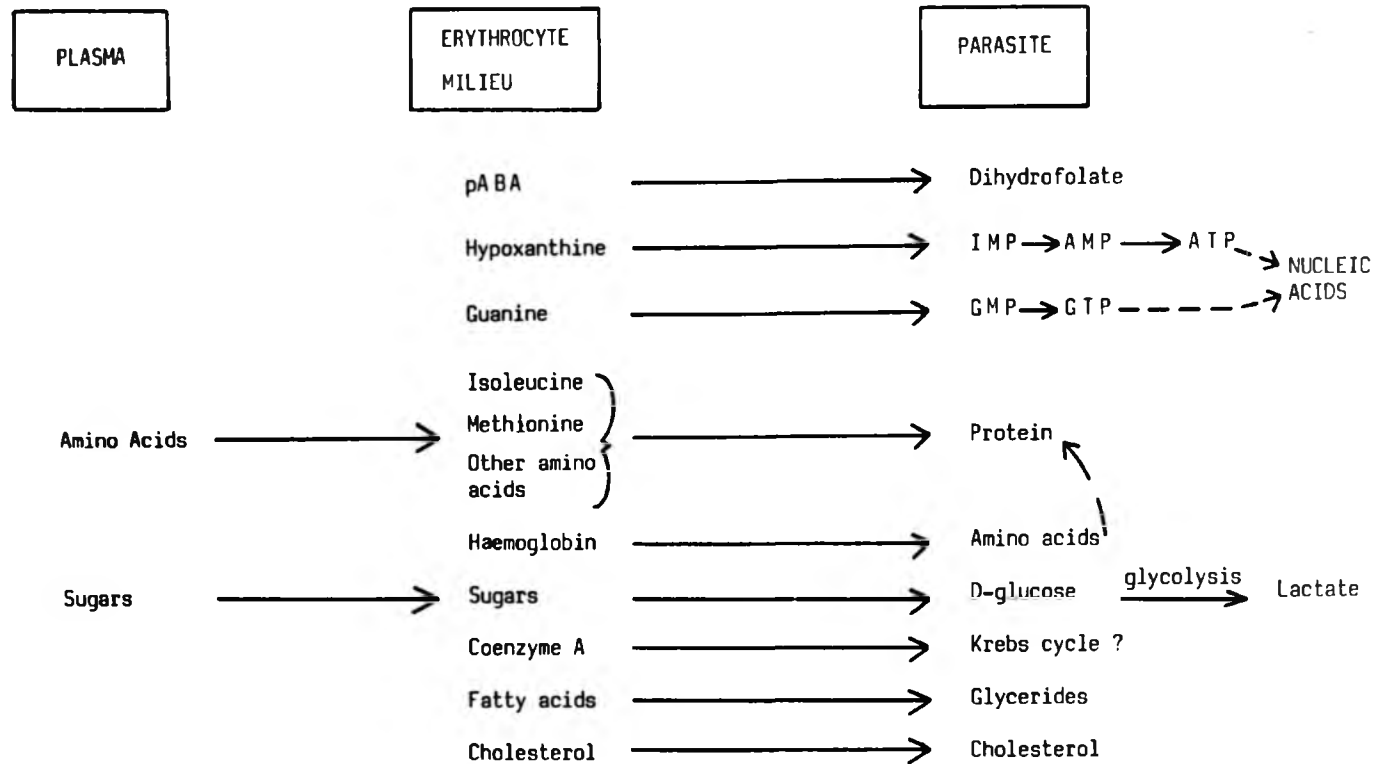 PLASMA
ERYTHROCYTE
MILIEU
PARASITE
pABA
Dihydrofolate
Hypoxanthine
IMP AMP ATP
NUCLEIC
ACIDS
Guanine
GMP GTP
Amino Acids
Isoleucine
Methionine
Other amino
acids
Protein
Haemoglobin
Amino acids
Sugars
Sugars
D-glucose
glycolysis
Lactate
Coenzyme A
Krebs cycle ?
Fatty acids
Glycerides
Cholesterol
Cholesterol